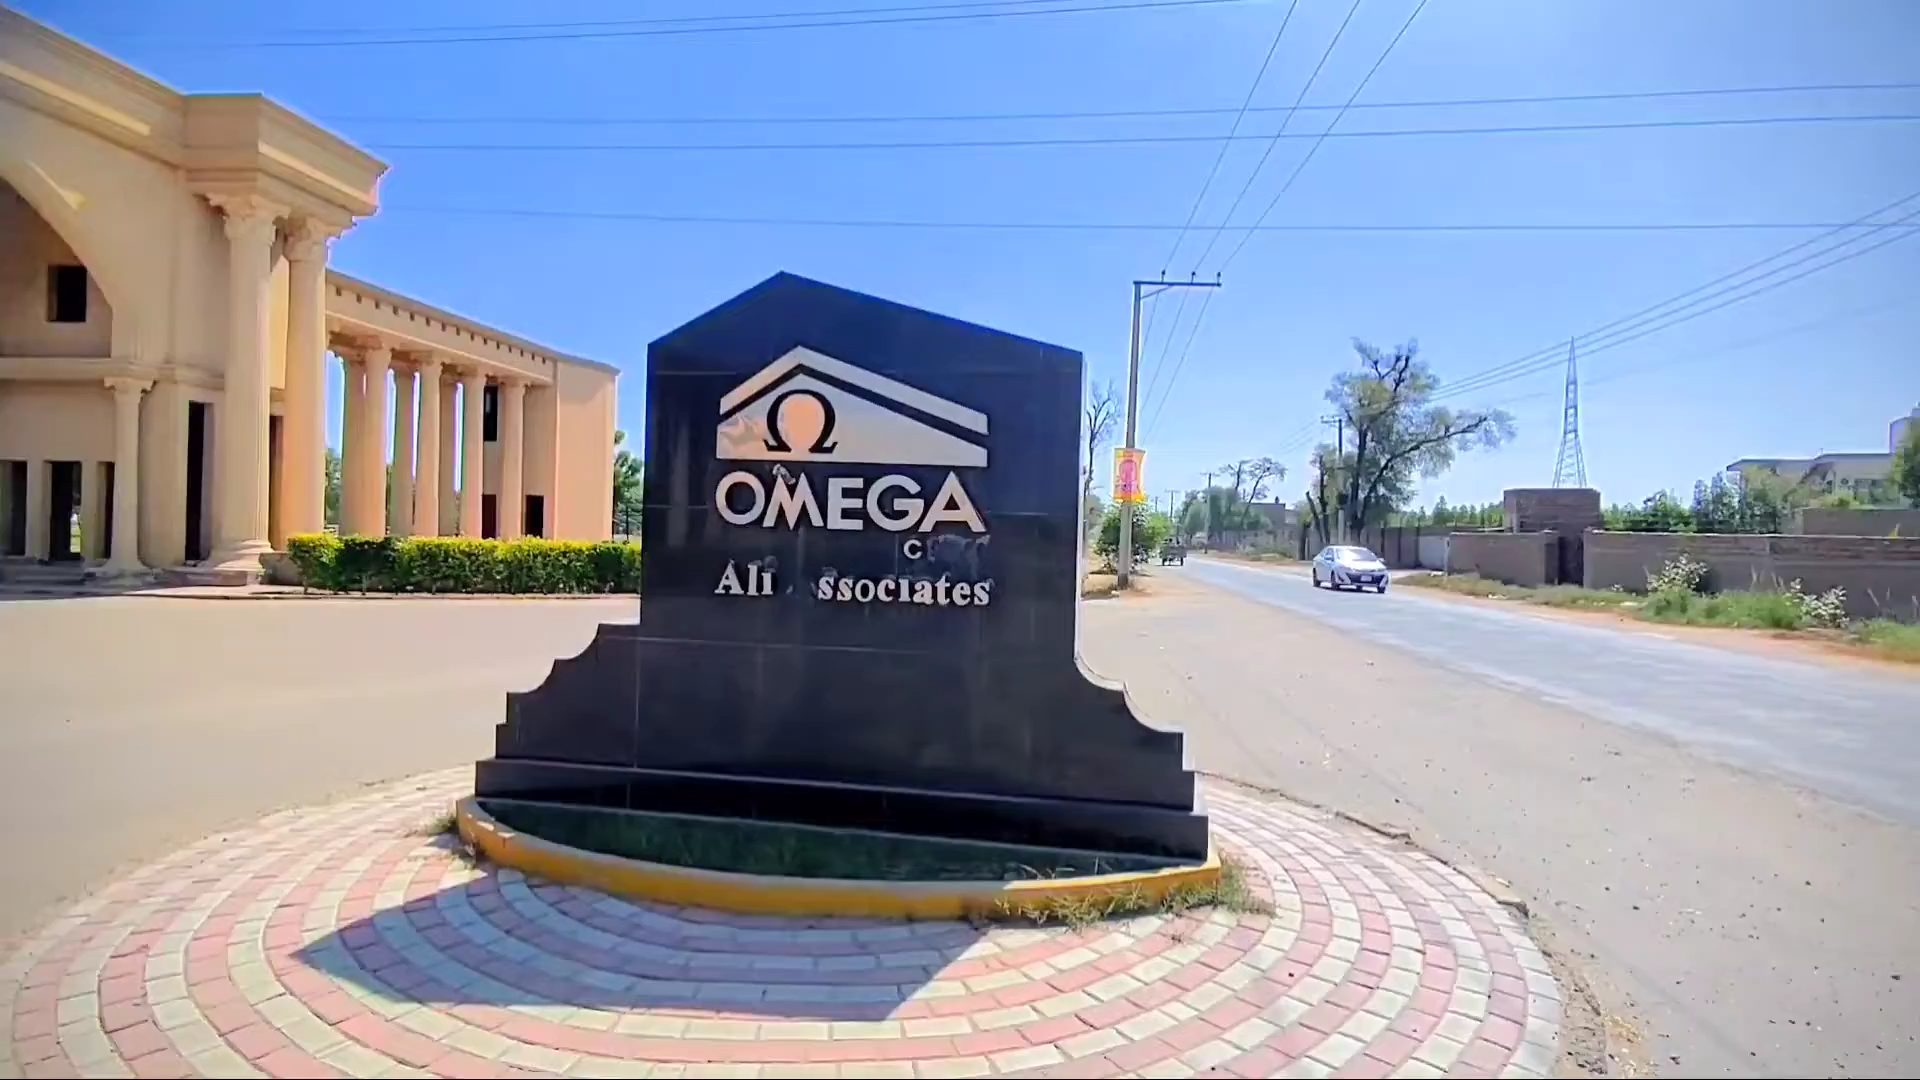 Ω
OMEGA
C
Ali ssociates